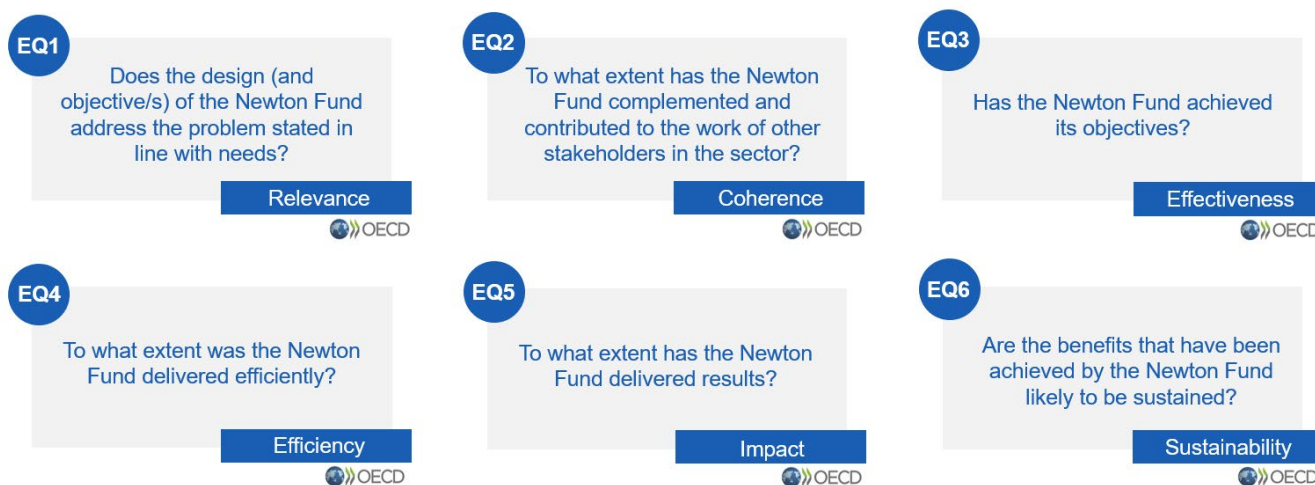 EQ1
Does the design (and
objective/s) of the Newton Fund
address the problem stated in
line with needs?
Relevance
OECD
EQ2
To what extent has the Newton
Fund complemented and
contributed to the work of other
stakeholders in the sector?
Coherence
OECD
EQ3
Has the Newton Fund achieved
its objectives?
Effectiveness
OECD
EQ4
To what extent was the Newton
Fund delivered efficiently?
Efficiency
OECD
EQ5
To what extent has the Newton
Fund delivered results?
Impact
OECD
EQ6
Are the benefits that have been
achieved by the Newton Fund
likely to be sustained?
Sustainability
OECD